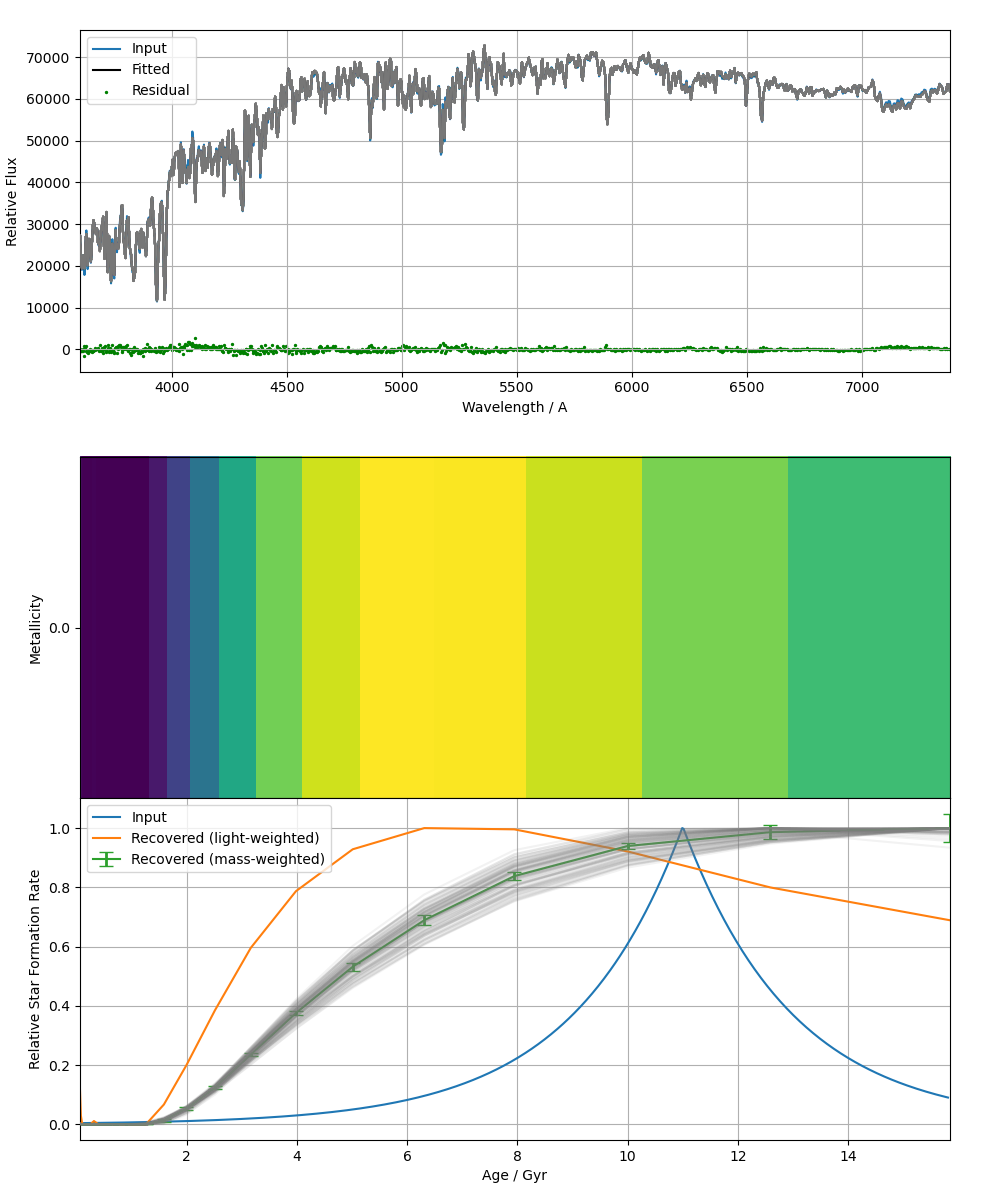 70000
60000
50000
40000
30000
20000
10000
0
Relative Flux
Input
Fitted
Residual
4000 4500 5000 5500 6000 6500 7000
Wavelength / A
Metallicity
0.0
1.0
0.8
0.6
0.4
0.2
0.0
Relative Star Formation Rate
Input
Recovered (light-weighted)
Recovered (mass-weighted)
2 4 6 8 10 12 14
Age / Gyr